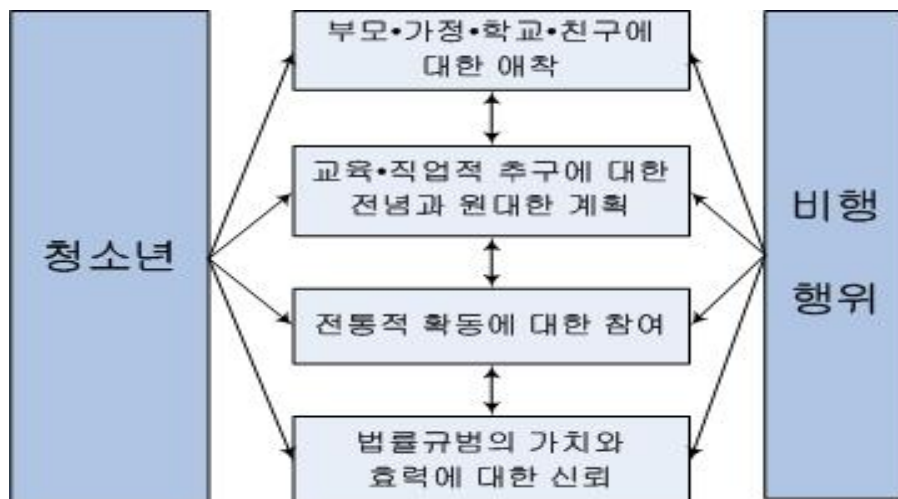 청소년
부모•가정•학교•친구에
대한 애착
교육•직업적 추구에 대한
전념과 원대한 계획
전통적 확동에 대한 참여
법률규범의 가치와
효력에 대한 신뢰
비행
행위